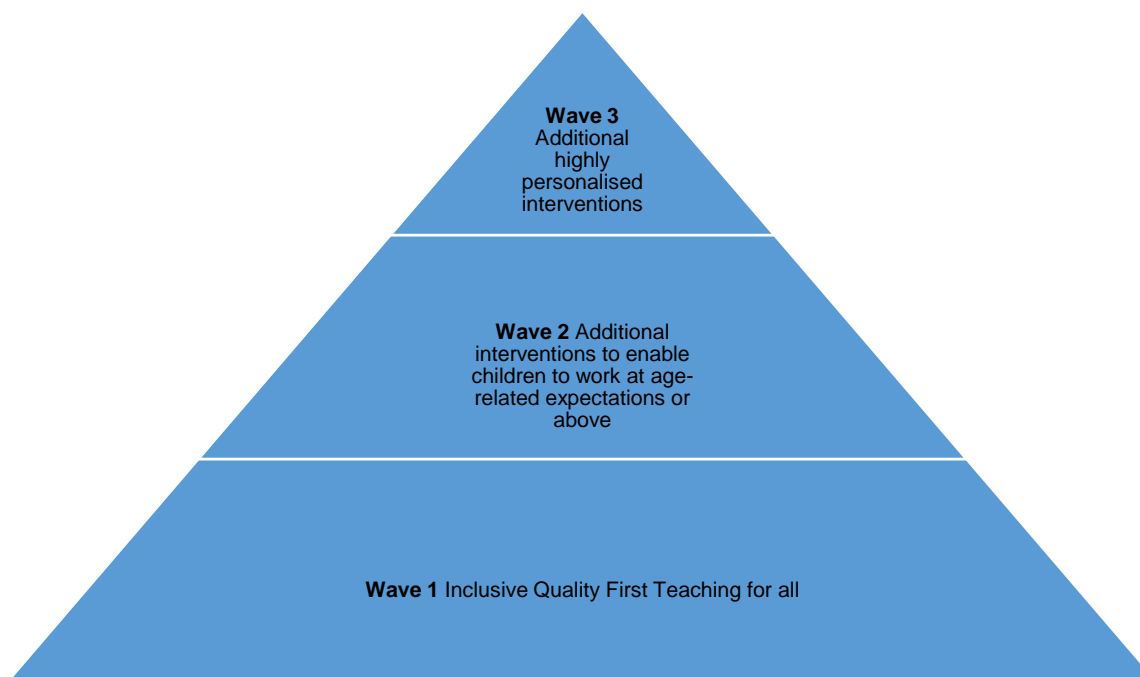 Wave 3
Additional
highly
personalised
interventions
Wave 2 Additional
interventions to enable
children to work at age-
related expectations or
above
Wave 1 Inclusive Quality First Teaching for all